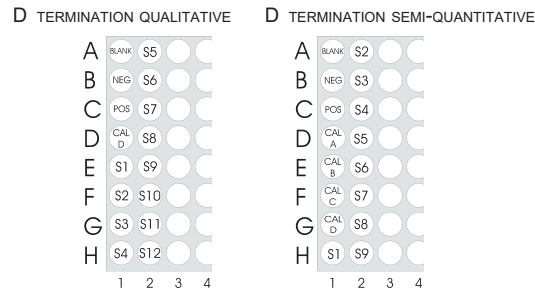 D TERMINATION QUALITATIVE
A BLANK S5
B NEG S6
C POS S7
D CAL D S8
E S1 S9
F S2 S10
G S3 S11
H S4 S12
1 2 3 4
D TERMINATION SEMI-QUANTITATIVE
A BLANK S2
B NEG S3
C POS S4
D CAL A S5
E CAL B S6
F CAL C S7
G CAL D S8
H S1 S9
1 2 3 4